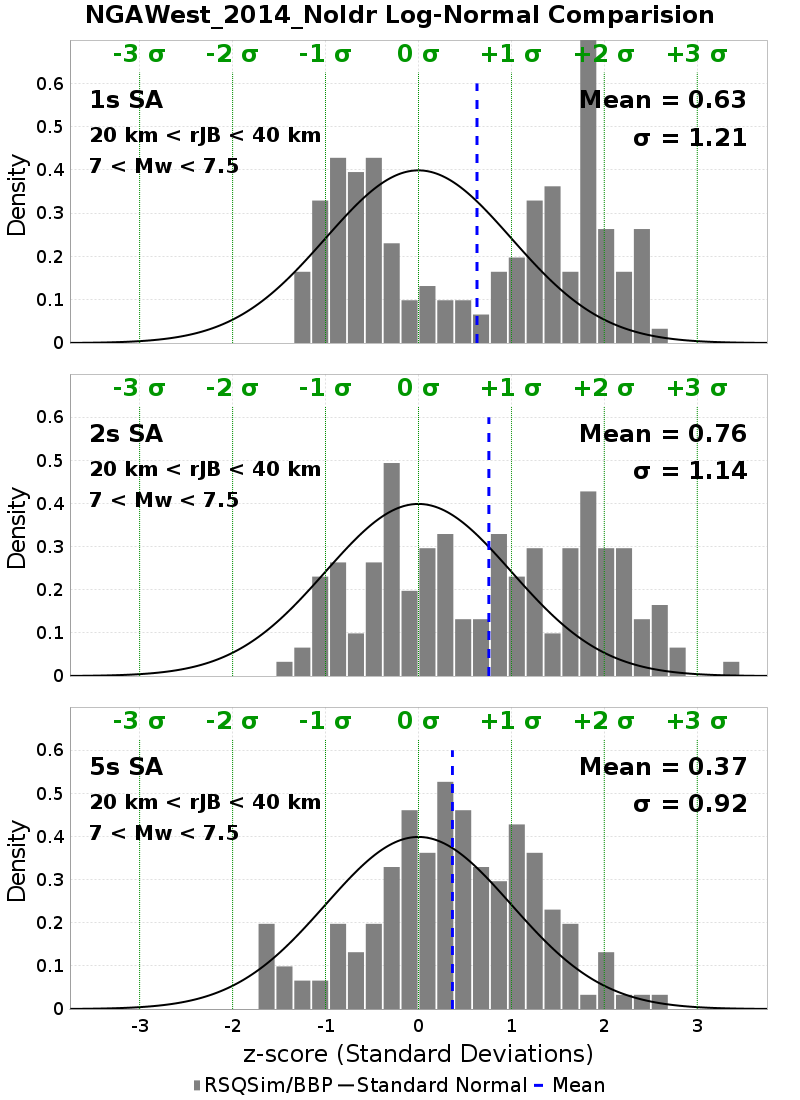 NGAWest_2014_NoIdr Log-Normal Comparision
-3 σ -2 σ -1 σ 0 σ +1 σ +2 σ +3 σ
1s SA
Mean = 0.63
20 km < rJB < 40 km
σ = 1.21
7 < Mw < 7.5
0.6
0.5
0.4
0.3
0.2
0.1
0
Density
-3 σ -2 σ -1 σ 0 σ +1 σ +2 σ +3 σ
2s SA
Mean = 0.76
20 km < rJB < 40 km
σ = 1.14
7 < Mw < 7.5
0.6
0.5
0.4
0.3
0.2
0.1
0
Density
-3 σ -2 σ -1 σ 0 σ +1 σ +2 σ +3 σ
5s SA
Mean = 0.37
20 km < rJB < 40 km
σ = 0.92
7 < Mw < 7.5
0.6
0.5
0.4
0.3
0.2
0.1
0
Density
-3 -2 -1 0 1 2 3
z-score (Standard Deviations)
RSQSim/BBP Standard Normal Mean